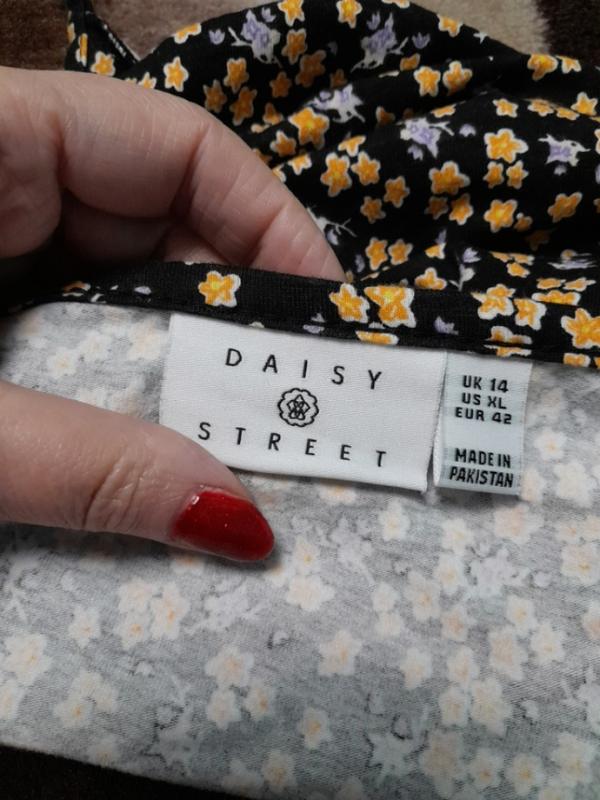 DAISY
STREET
UK 14
US XL
EUR 42
MADE IN
PAKISTAN